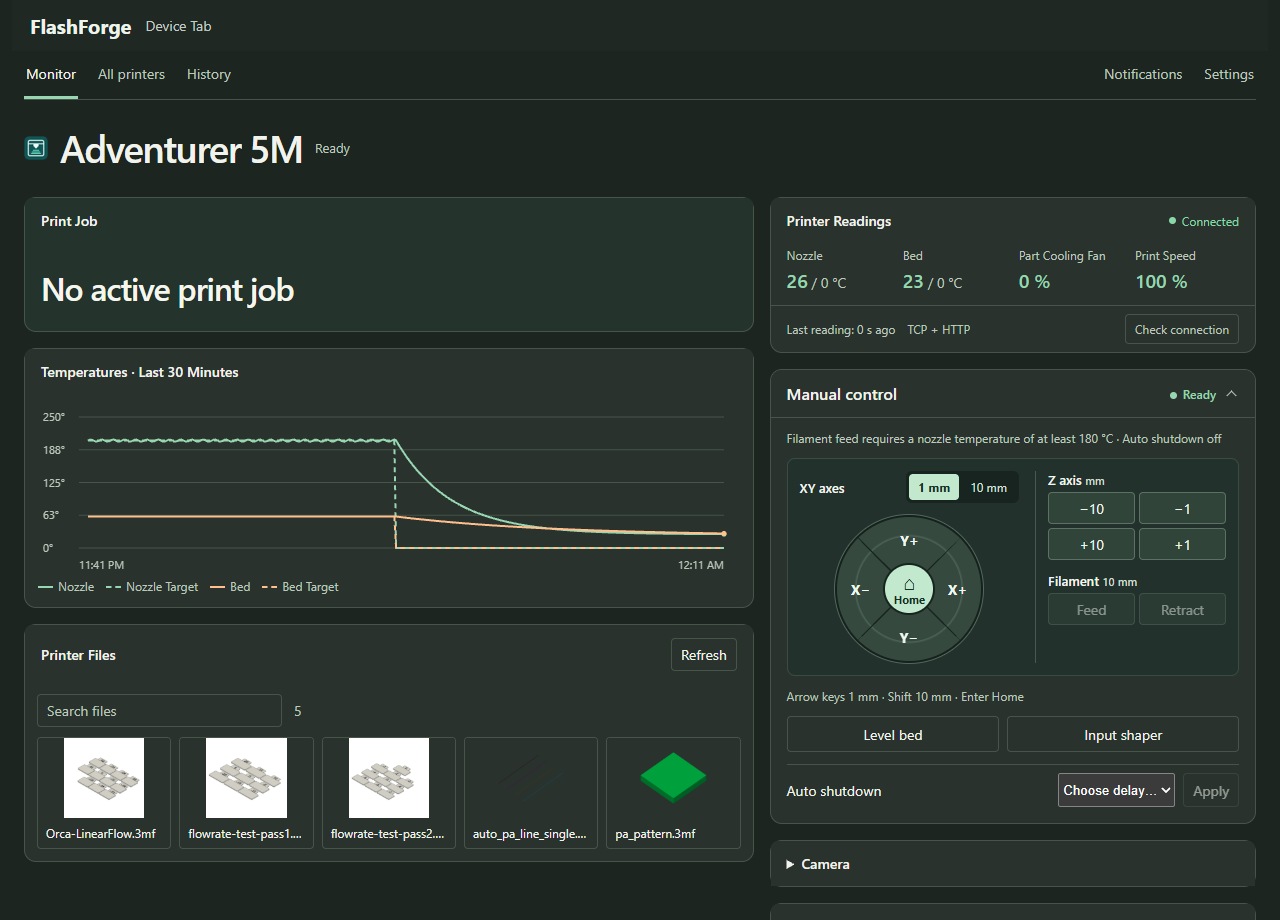 FlashForge Device Tab
Monitor All printers History Notifications Settings
Adventurer 5M Ready
Print Job
No active print job
Temperatures · Last 30 Minutes
250°
188°
125°
63°
0°
11:41 PM 12:11 AM
Nozzle Nozzle Target Bed Bed Target
Printer Files Refresh
Search files 5
Orca-LinearFlow.3mf flowrate-test-pass1.... flowrate-test-pass2.... auto_pa_line_single.... pa_pattern.3mf
Printer Readings Connected
Nozzle Bed Part Cooling Fan Print Speed
26 / 0 °C 23 / 0 °C 0 % 100 %
Last reading: 0 s ago TCP + HTTP Check connection
Manual control Ready
Filament feed requires a nozzle temperature of at least 180 °C · Auto shutdown off
XY axes 1 mm 10 mm
Y+
X− Home X+
Y−
Z axis mm
−10 −1
+10 +1
Filament 10 mm
Feed Retract
Arrow keys 1 mm · Shift 10 mm · Enter Home
Level bed Input shaper
Auto shutdown Choose delay... Apply
Camera